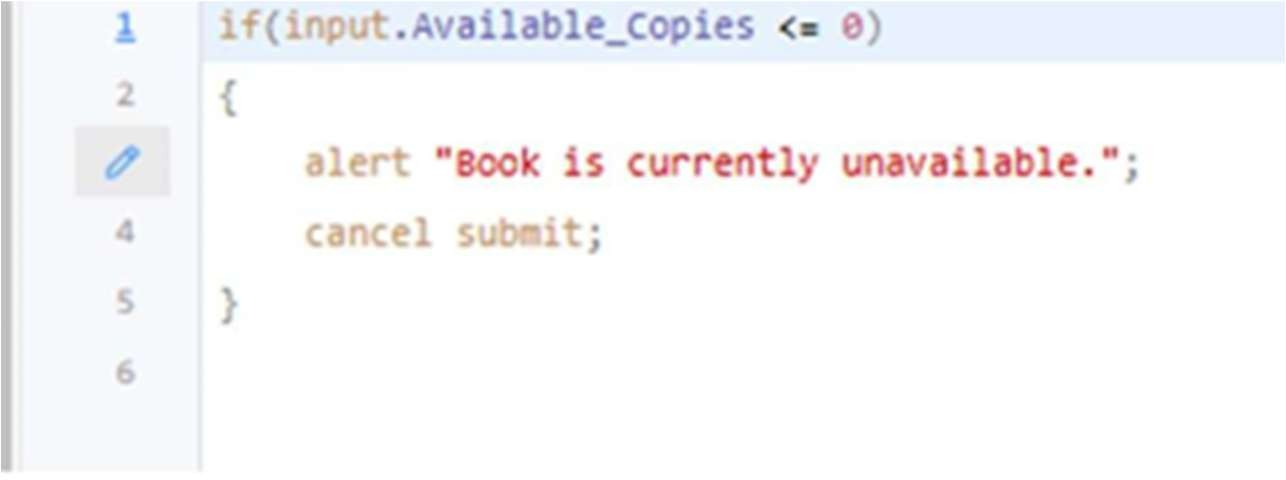 1 if(input.Available_Copies <= 0)
2 {
alert "Book is currently unavailable.";
4 cancel submit;
5 }
6